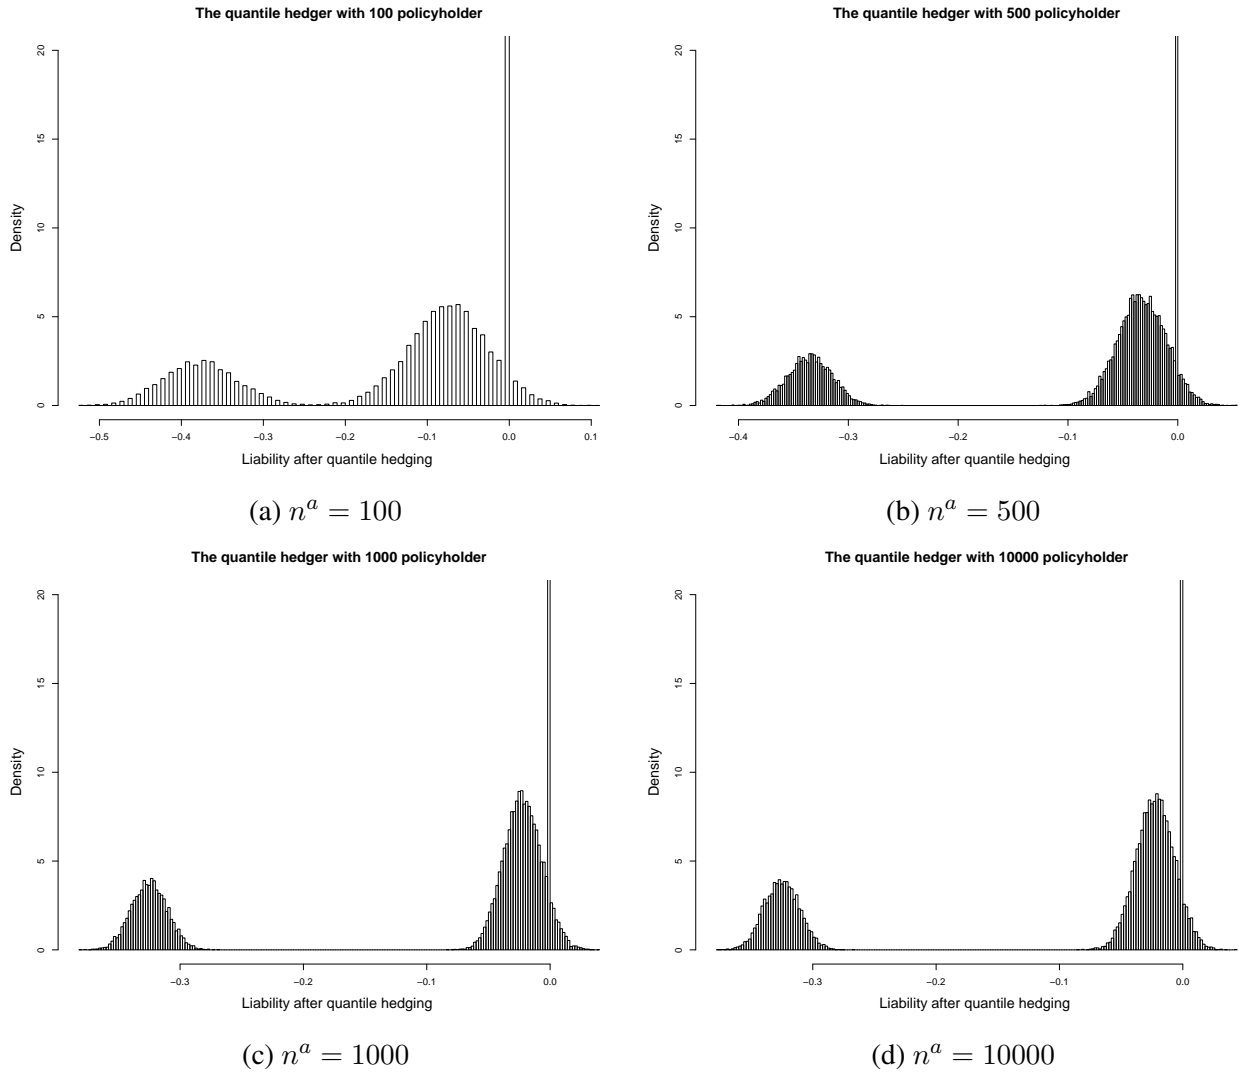 The quantile hedger with 100 policyholder
Density
0 5 10 15 20
−0.5 −0.4 −0.3 −0.2 −0.1 0.0 0.1
Liability after quantile hedging
(a) nᵃ = 100
The quantile hedger with 500 policyholder
Density
0 5 10 15 20
−0.4 −0.3 −0.2 −0.1 0.0
Liability after quantile hedging
(b) nᵃ = 500
The quantile hedger with 1000 policyholder
Density
0 5 10 15 20
−0.3 −0.2 −0.1 0.0
Liability after quantile hedging
(c) nᵃ = 1000
The quantile hedger with 10000 policyholder
Density
0 5 10 15 20
−0.3 −0.2 −0.1 0.0
Liability after quantile hedging
(d) nᵃ = 10000